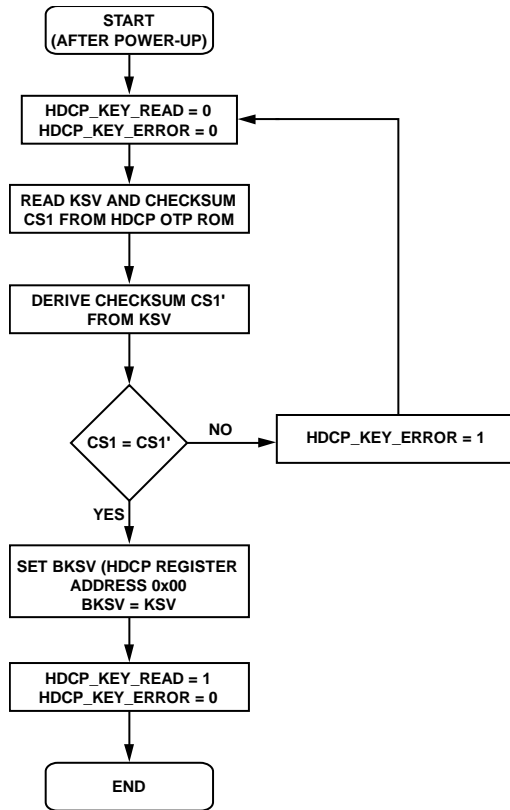 START
(AFTER POWER-UP)
HDCP_KEY_READ = 0
HDCP_KEY_ERROR = 0
READ KSV AND CHECKSUM
CS1 FROM HDCP OTP ROM
DERIVE CHECKSUM CS1'
FROM KSV
CS1 = CS1'
NO
HDCP_KEY_ERROR = 1
YES
SET BKSV (HDCP REGISTER
ADDRESS 0x00
BKSV = KSV
HDCP_KEY_READ = 1
HDCP_KEY_ERROR = 0
END